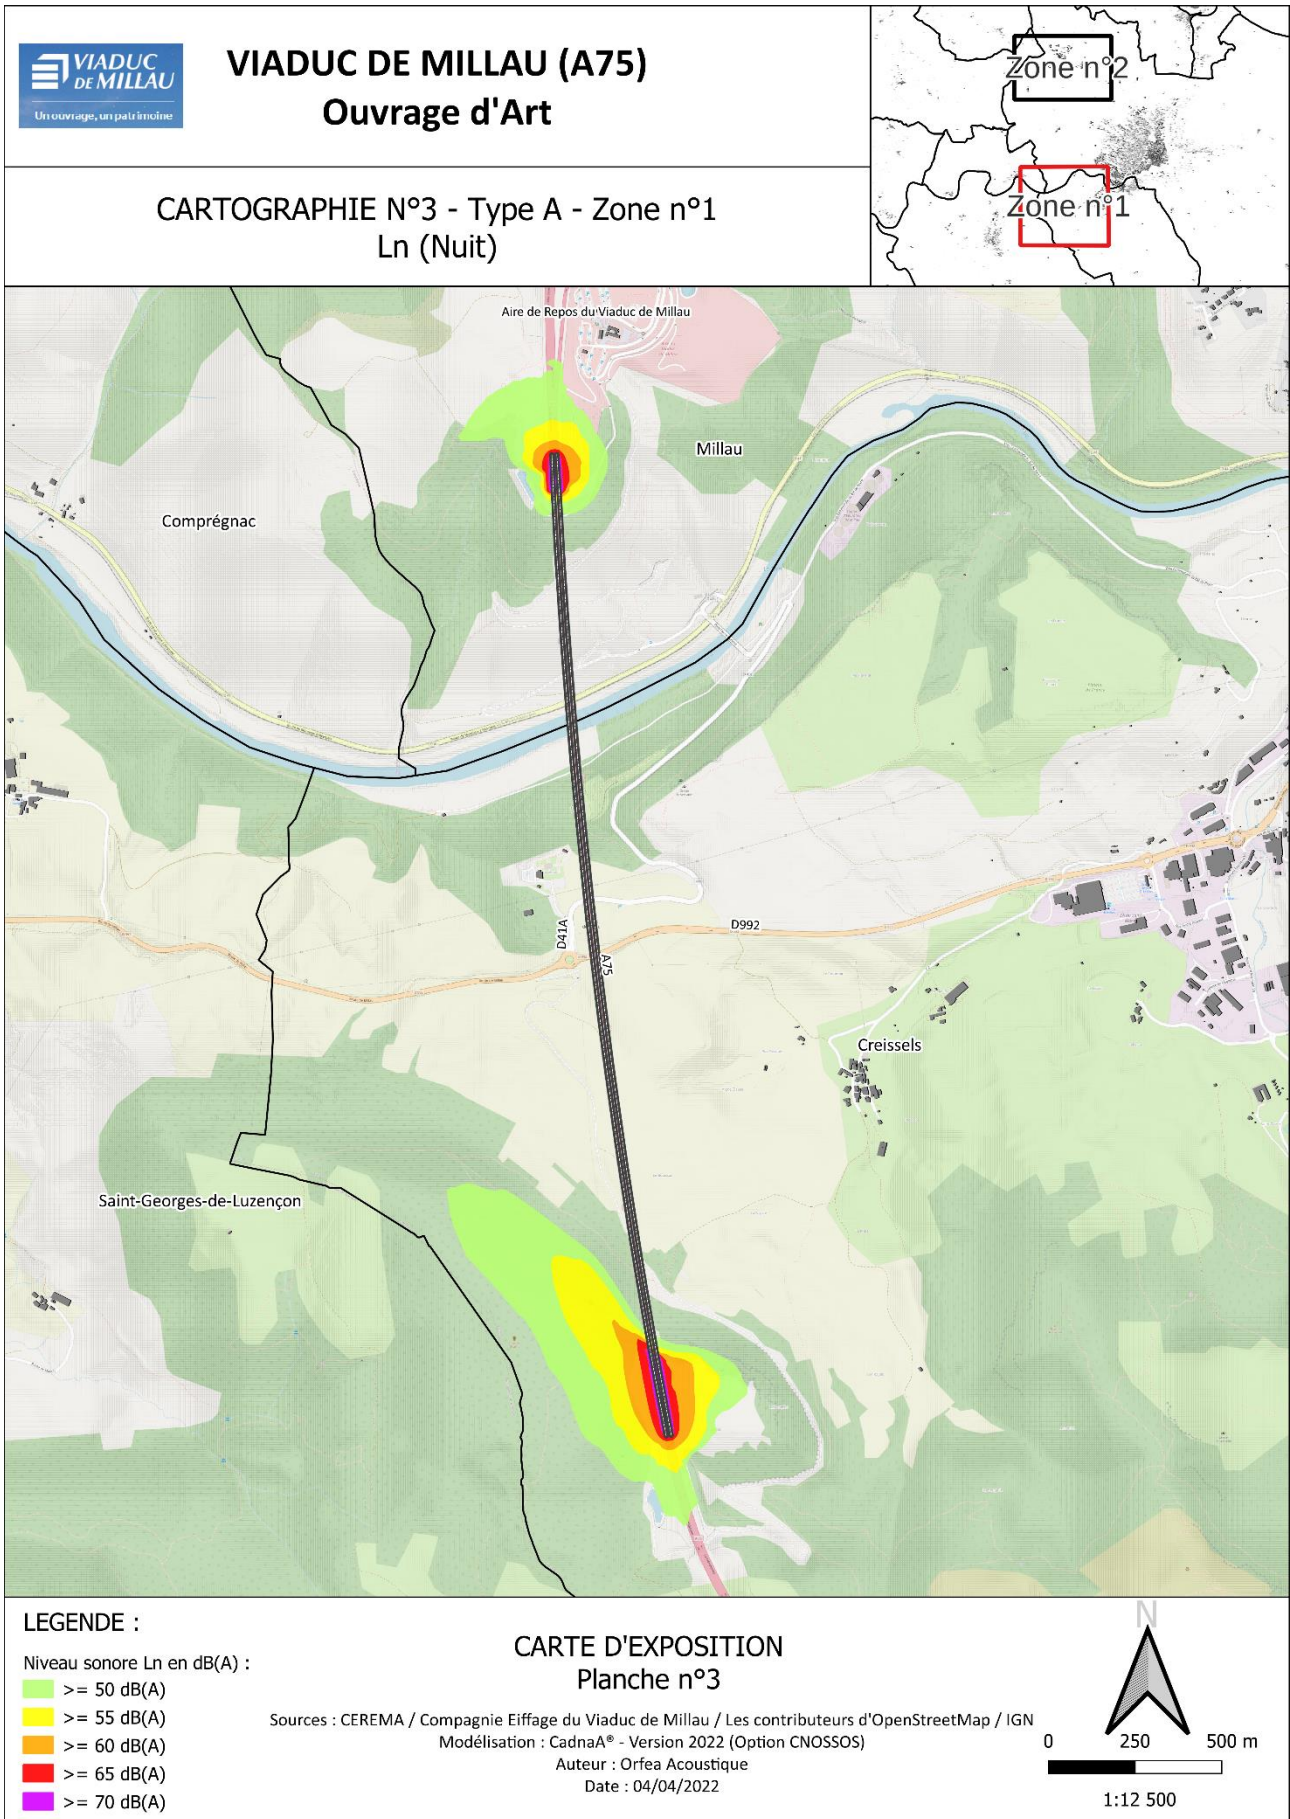 VIADUC
DE MILLAU
Un ouvrage, un patrimoine
VIADUC DE MILLAU (A75)
Ouvrage d'Art
CARTOGRAPHIE N°3 - Type A - Zone n°1
Ln (Nuit)
Zone n°2
Zone n°1
Aire de Repos du Viaduc de Millau
Millau
Comprégnac
D992
D41A
A75
Creissels
Saint-Georges-de-Luzençon
LEGENDE :
Niveau sonore Ln en dB(A) :
>= 50 dB(A)
>= 55 dB(A)
>= 60 dB(A)
>= 65 dB(A)
>= 70 dB(A)
CARTE D'EXPOSITION
Planche n°3
Sources : CEREMA / Compagnie Eiffage du Viaduc de Millau / Les contributeurs d'OpenStreetMap / IGN
Modélisation : CadnaA® - Version 2022 (Option CNOSSOS)
Auteur : Orfea Acoustique
Date : 04/04/2022
N
0 250 500 m
1:12 500